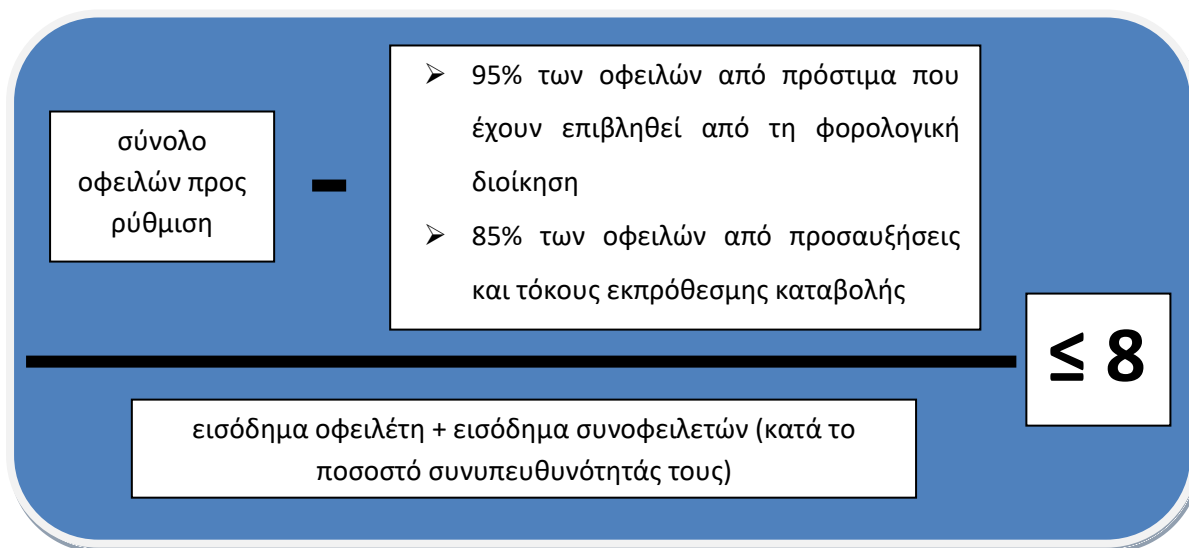 σύνολο
οφειλών προς
ρύθμιση
-
➢ 95% των οφειλών από πρόστιμα που
έχουν επιβληθεί από τη φορολογική
διοίκηση
➢ 85% των οφειλών από προσαυξήσεις
και τόκους εκπρόθεσμης καταβολής
≤ 8
εισόδημα οφειλέτη + εισόδημα συνοφειλετών (κατά το
ποσοστό συνυπευθυνότητάς τους)